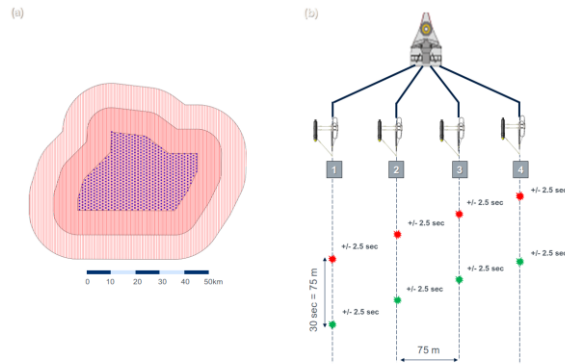 (a)
(b)
1
2
3
4
+/- 2.5 sec
+/- 2.5 sec
+/- 2.5 sec
+/- 2.5 sec
+/- 2.5 sec
+/- 2.5 sec
+/- 2.5 sec
+/- 2.5 sec
30 sec = 75 m
75 m
0 10 20 30 40 50km